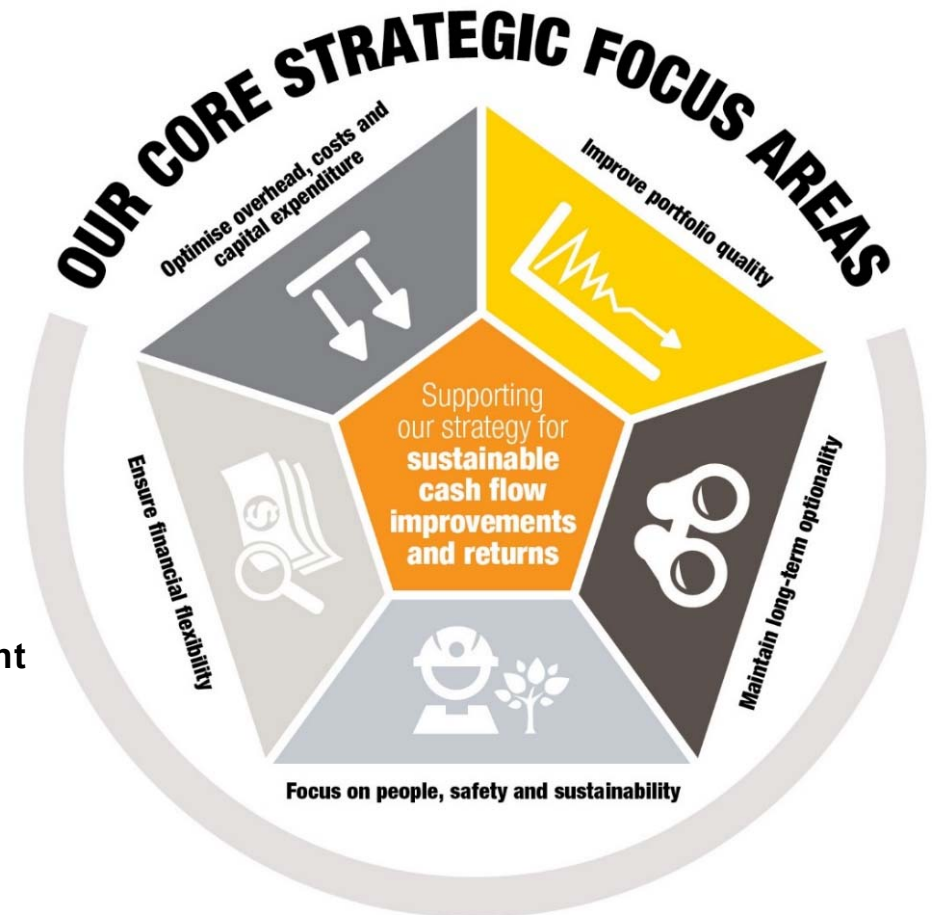 OUR CORE STRATEGIC FOCUS AREAS
Optimise overhead, costs and
capital expenditure
Improve portfolio quality
Supporting
our strategy for
sustainable
cash flow
improvements
and returns
Ensure financial flexibility
Maintain long-term optionality
nt
Focus on people, safety and sustainability